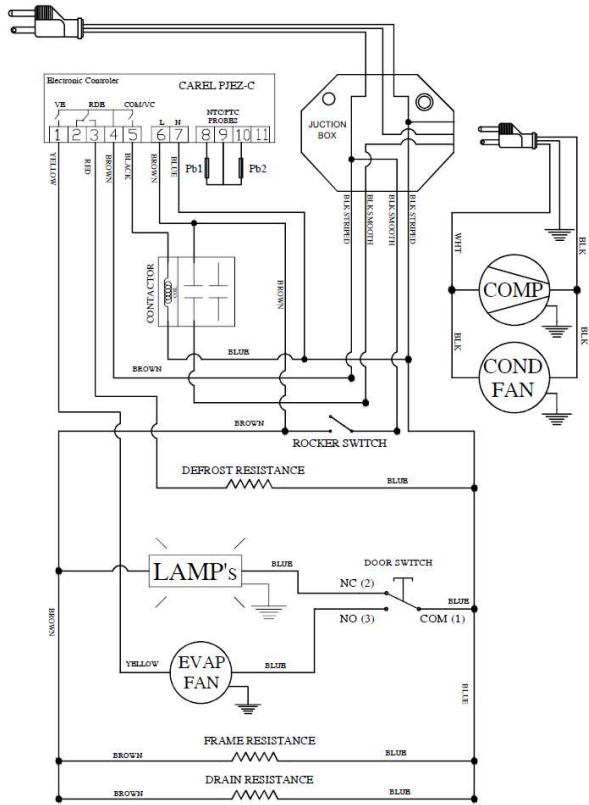 Electronic Controler
CAREL PJEZ-C
VE RDE COM/VC
L N
NTC/PTC
PROBES
1 2 3 4 5 6 7 8 9 10 11
YELLOW
RED
BROWN
BLACK
BROWN
BLUE
Pb1
Pb2
JUCTION
BOX
BLK STRIPED
BLK SMOOTH
BLK SMOOTH
BLK STRIPED
WHT
BLK
COMP
BLK
BLK
COND
FAN
CONTACTOR
BROWN
BLUE
BROWN
BROWN
ROCKER SWITCH
DEFROST RESISTANCE
BLUE
LAMP's
BLUE
DOOR SWITCH
NC (2)
NO (3)
COM (1)
BLUE
BROWN
YELLOW
EVAP
FAN
BLUE
BLUE
FRAME RESISTANCE
BROWN
BLUE
DRAIN RESISTANCE
BROWN
BLUE